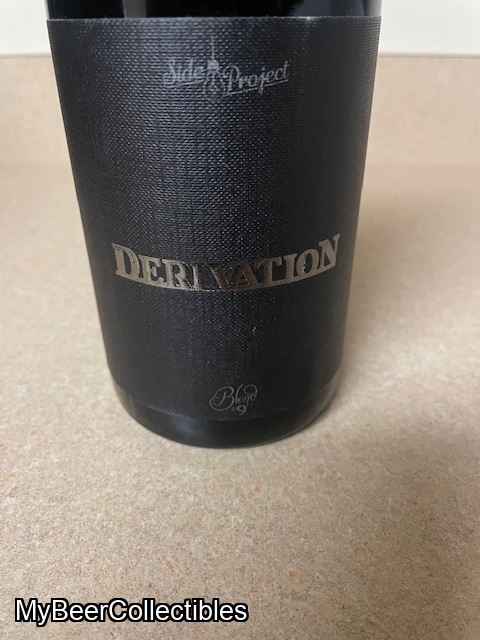 Side Project
DERIVATION
Blend
#9
MyBeerCollectibles